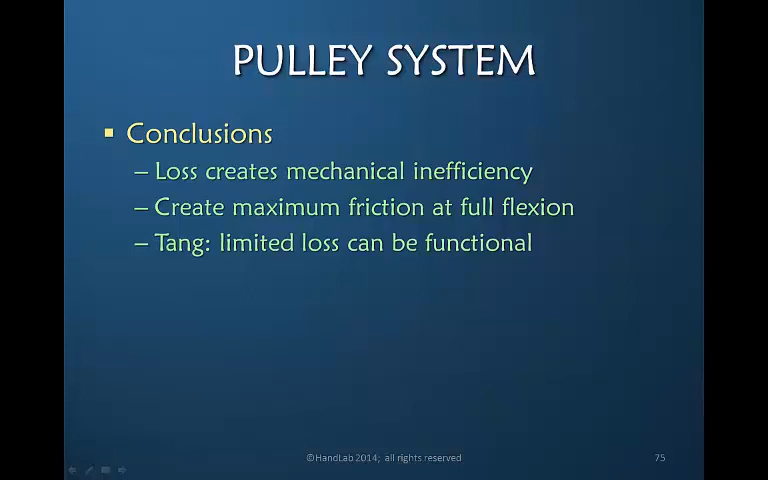 PULLEY SYSTEM
▪ Conclusions
– Loss creates mechanical inefficiency
– Create maximum friction at full flexion
– Tang: limited loss can be functional
©HandLab 2014; all rights reserved
75